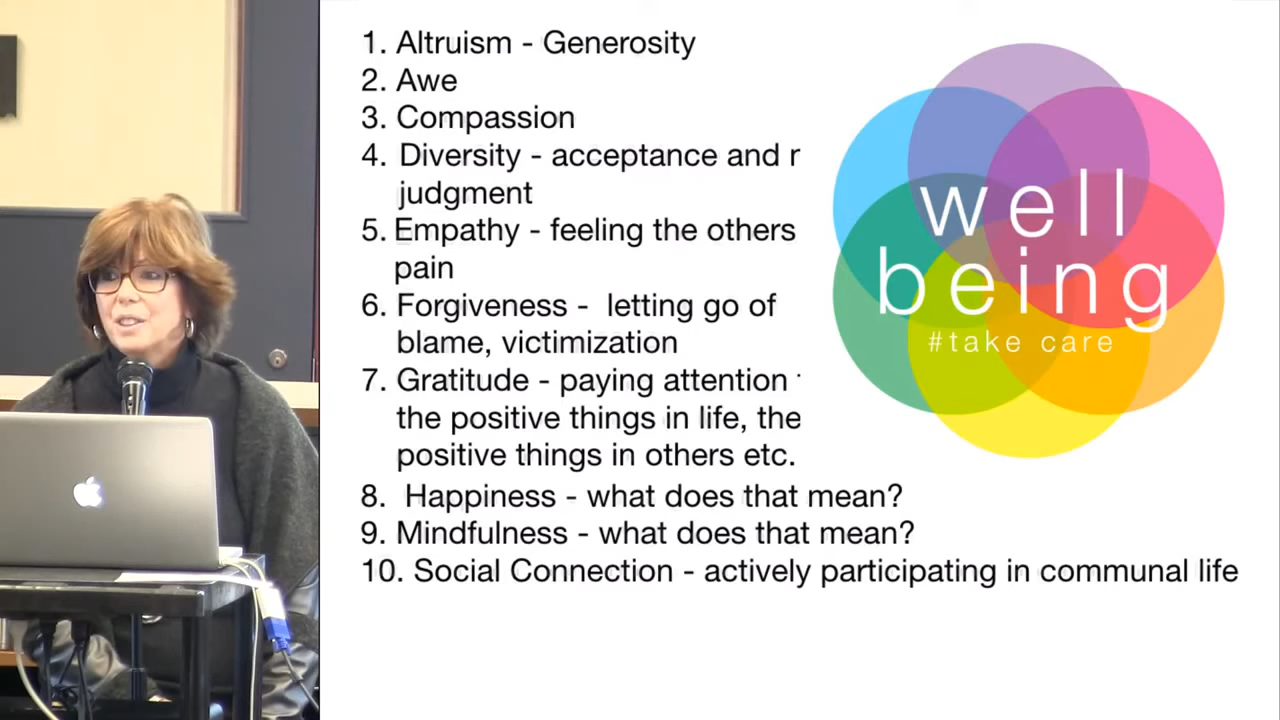 1. Altruism - Generosity
2. Awe
3. Compassion
4. Diversity - acceptance and
judgment
5. Empathy - feeling the others
pain
6. Forgiveness - letting go of
blame, victimization
7. Gratitude - paying attention
the positive things in life, the
positive things in others etc.
8. Happiness - what does that mean?
9. Mindfulness - what does that mean?
10. Social Connection - actively participating in communal life
well
being
#take care